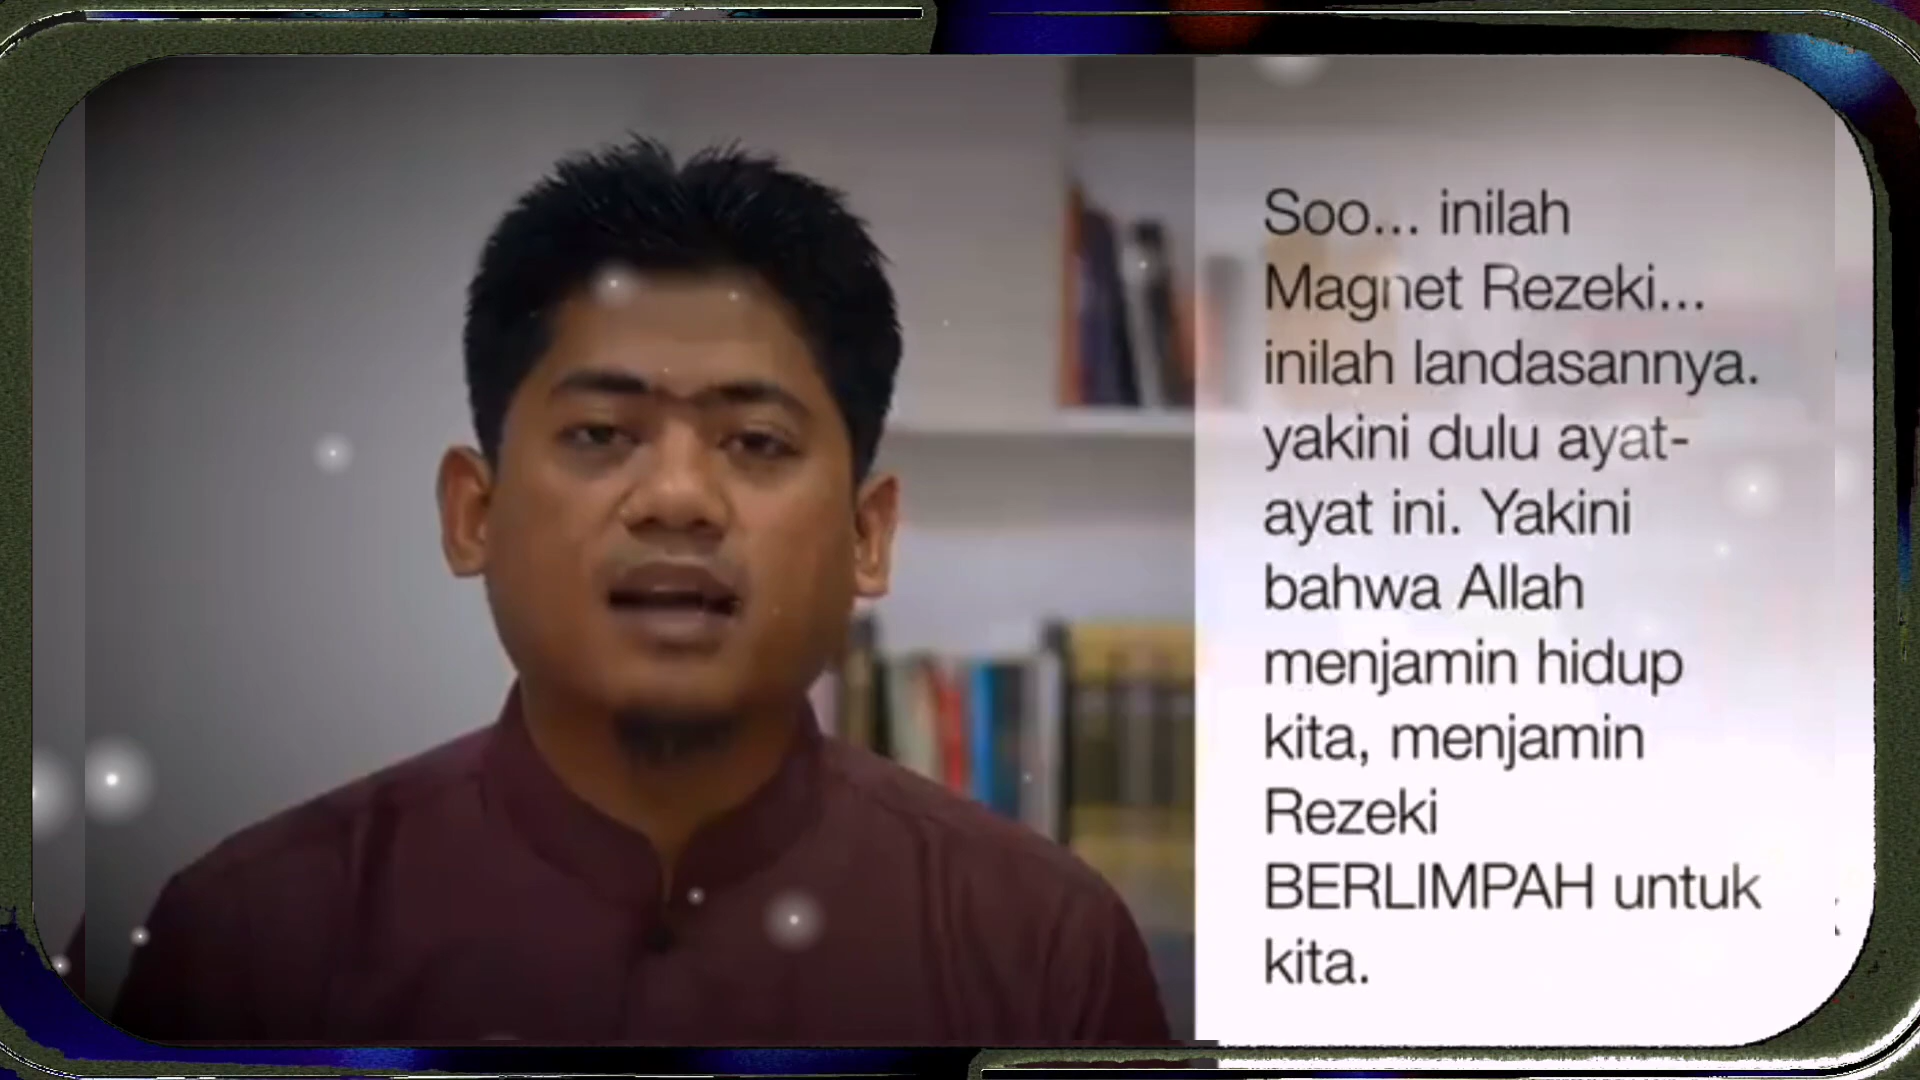 Soo... inilah
Magnet Rezeki...
inilah landasannya.
yakini dulu ayat-
ayat ini. Yakini
bahwa Allah
menjamin hidup
kita, menjamin
Rezeki
BERLIMPAH untuk
kita.